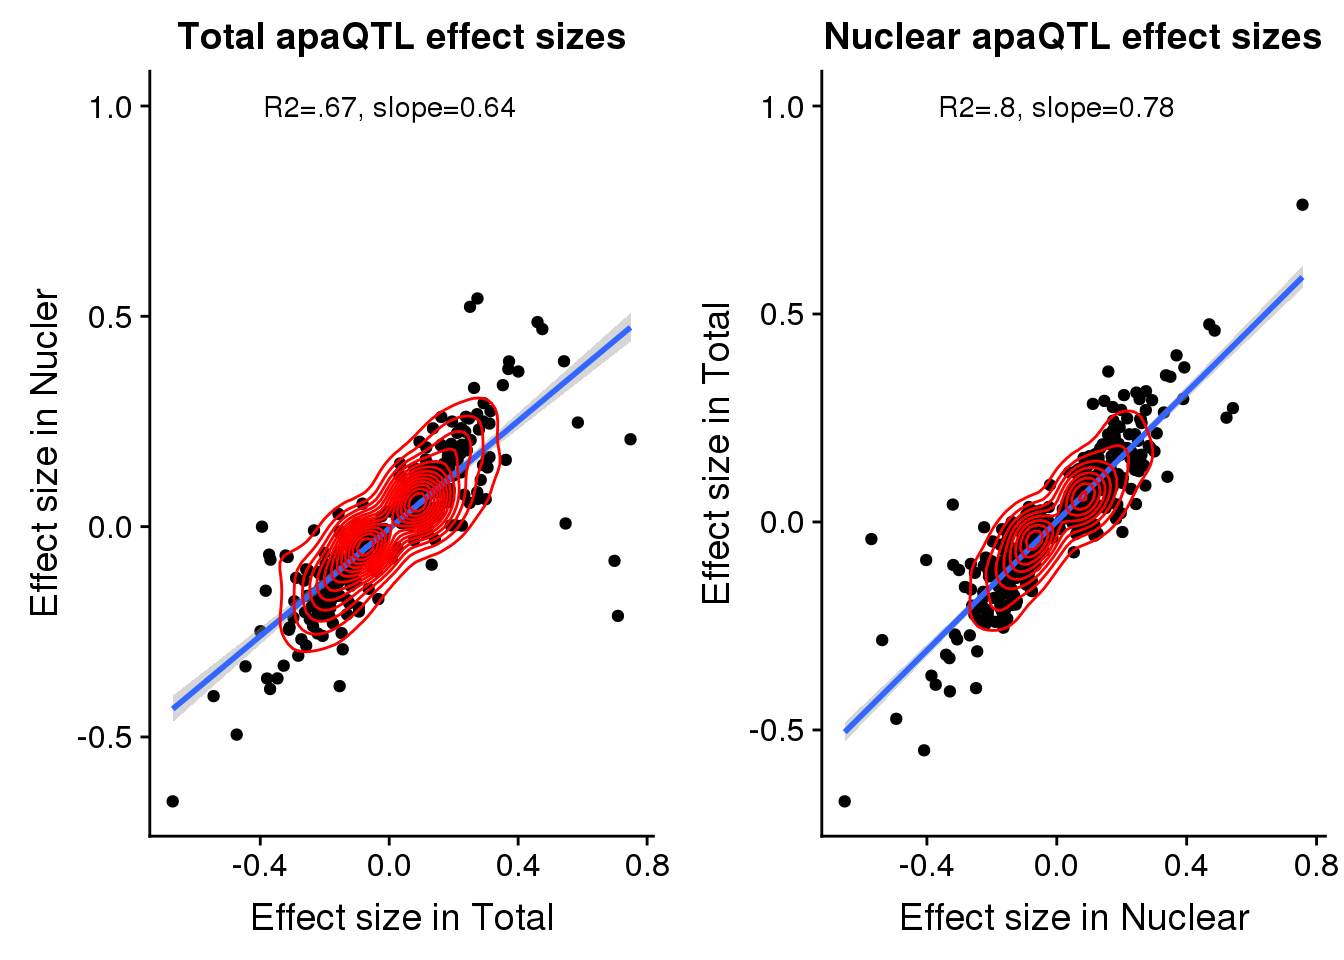 Total apaQTL effect sizes
R2=.67, slope=0.64
1.0
0.5
0.0
-0.5
Effect size in Nucler
-0.4 0.0 0.4 0.8
Effect size in Total
Nuclear apaQTL effect sizes
R2=.8, slope=0.78
1.0
0.5
0.0
-0.5
Effect size in Total
-0.4 0.0 0.4 0.8
Effect size in Nuclear